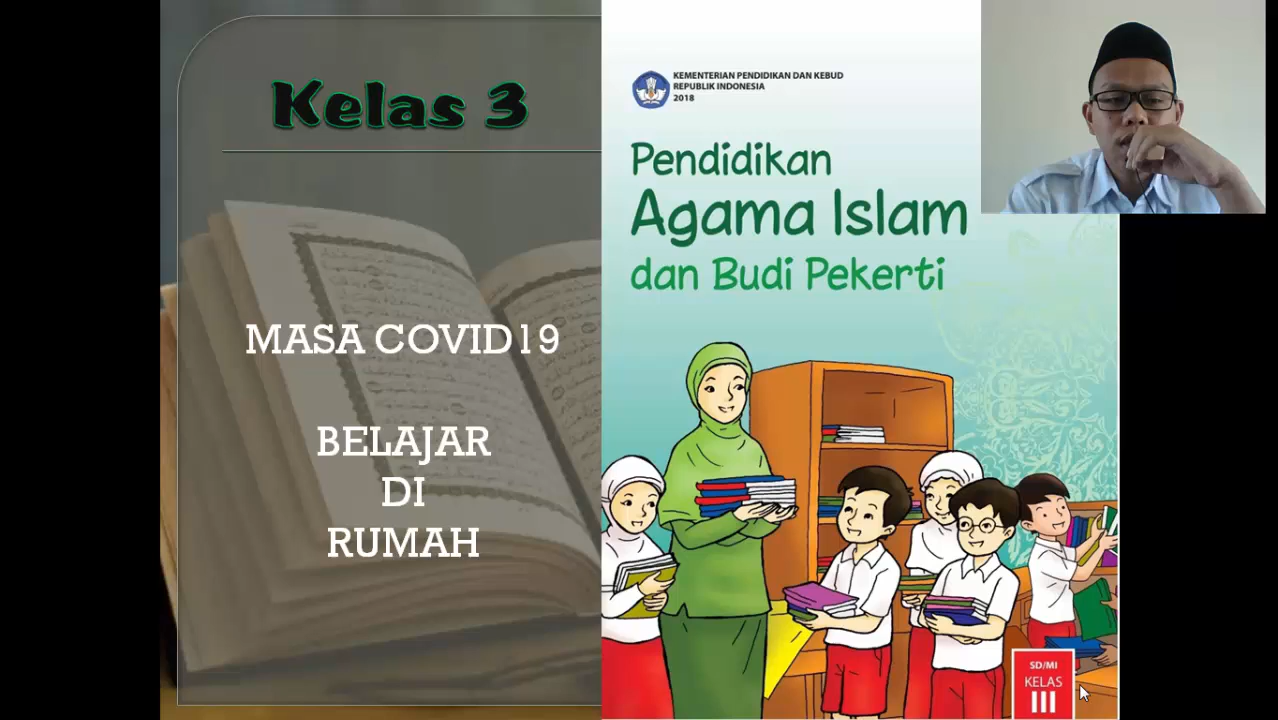 Kelas 3
MASA COVID19
BELAJAR
DI
RUMAH
KEMENTERIAN PENDIDIKAN DAN KEBUD
REPUBLIK INDONESIA
2018
Pendidikan
Agama Islam
dan Budi Pekerti
SD/MI
KELAS
III